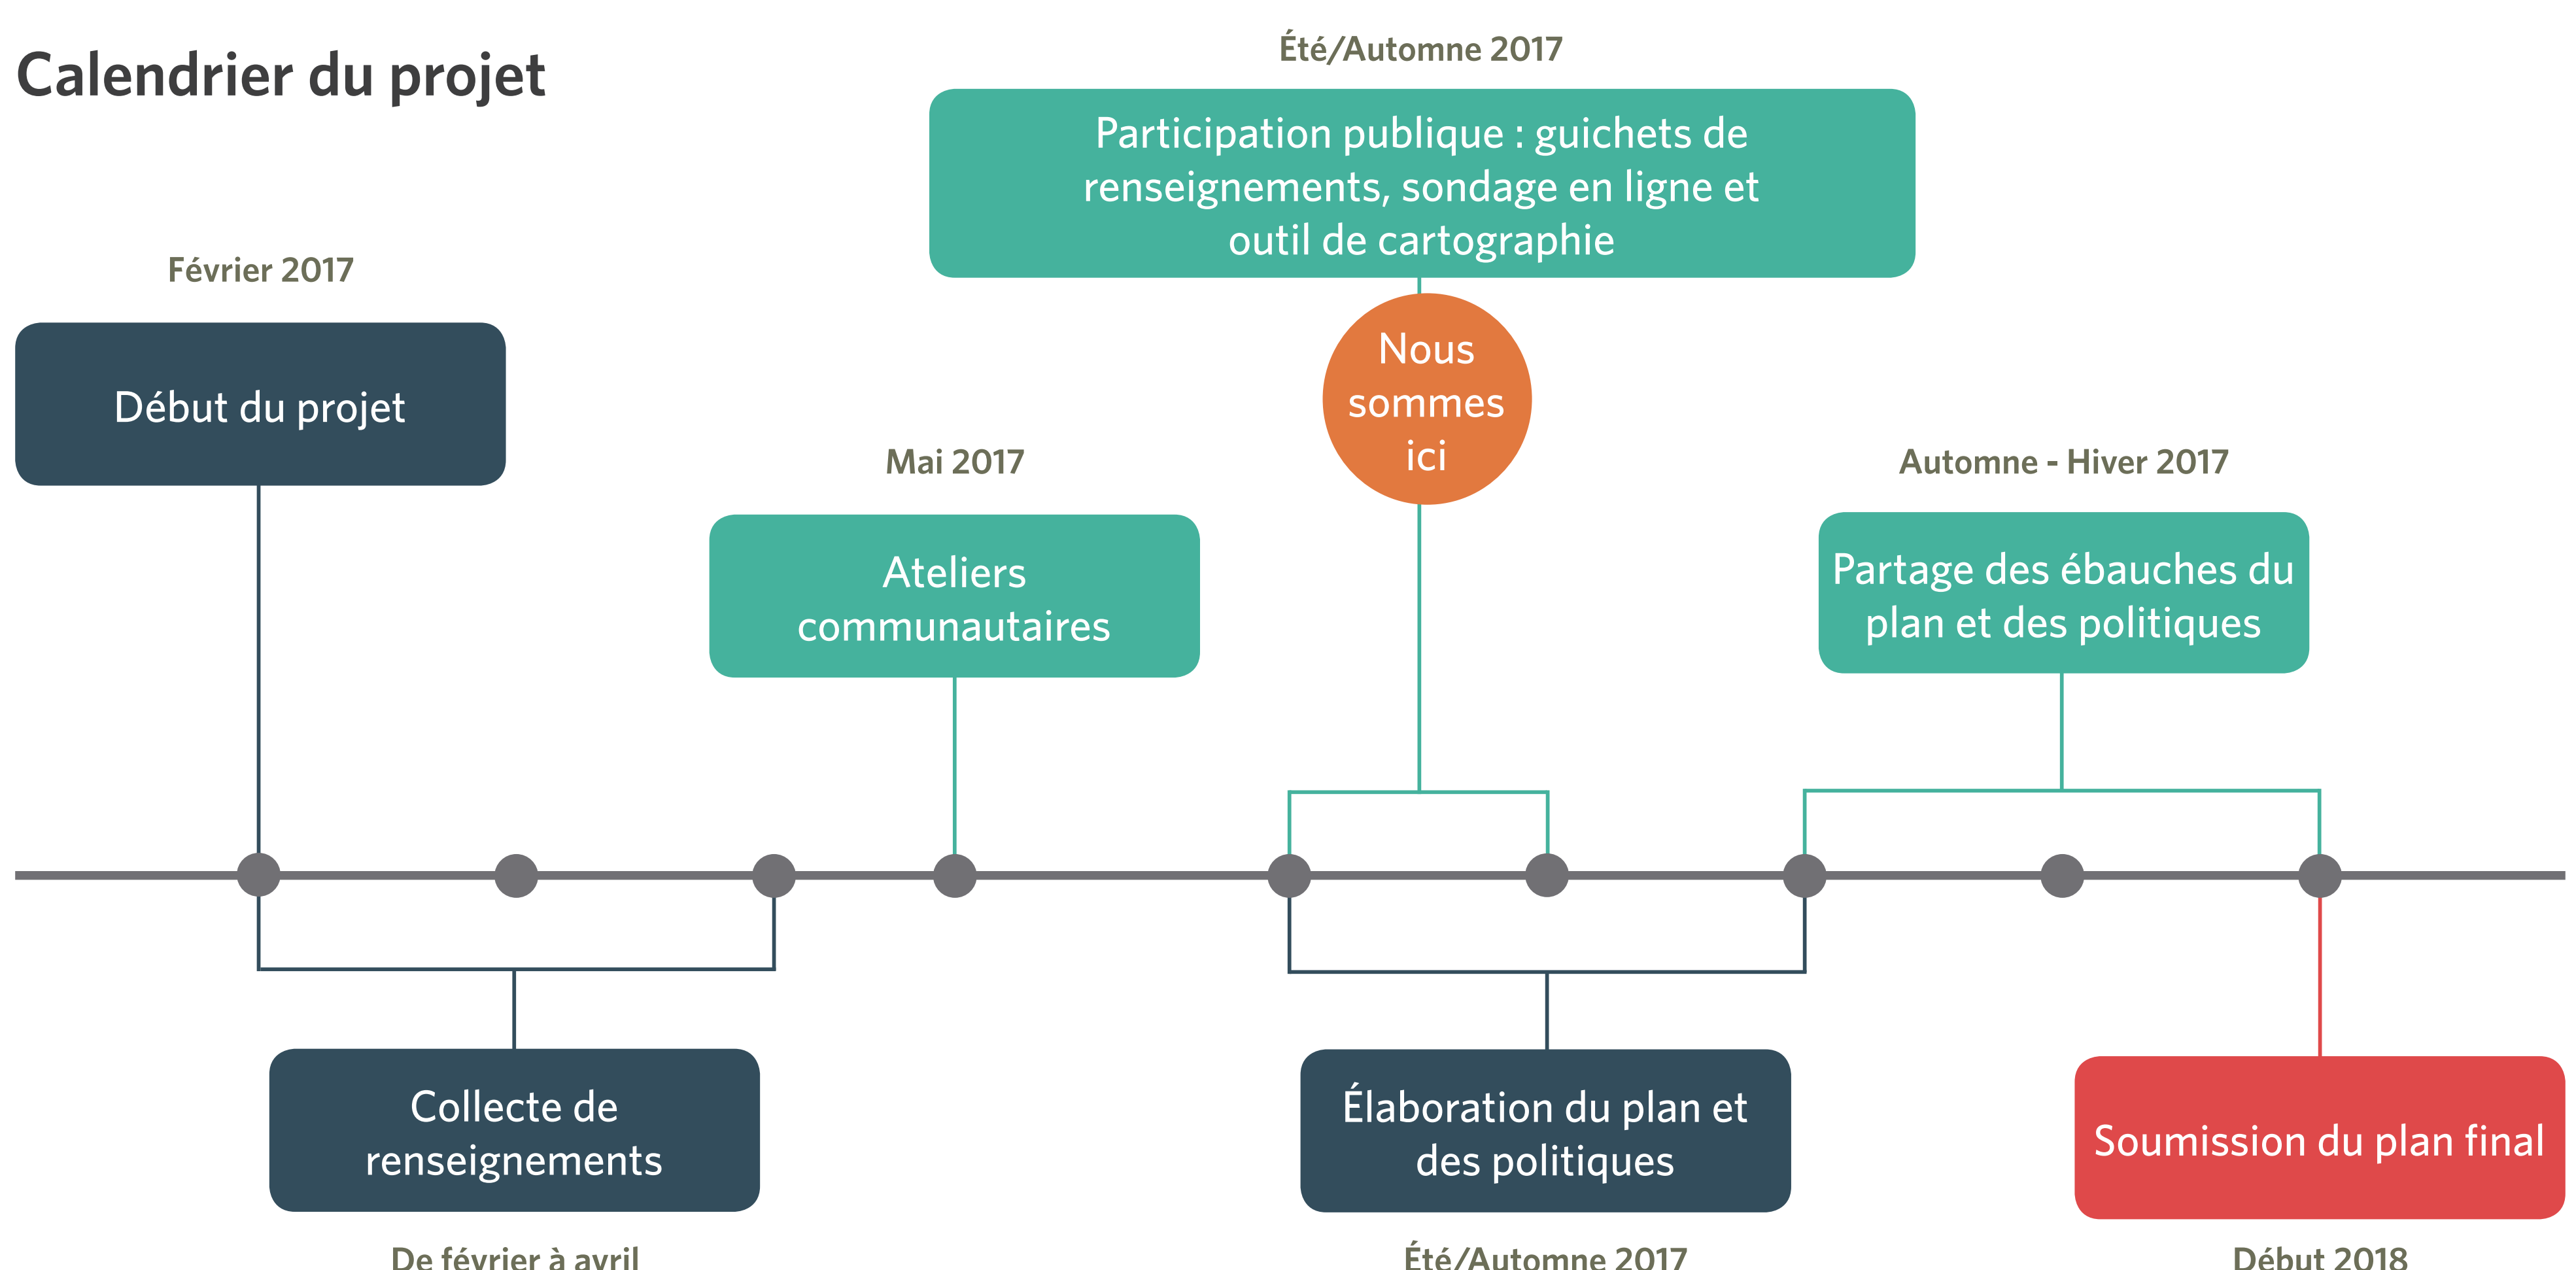 Calendrier du projet
Été/Automne 2017
Participation publique : guichets de
renseignements, sondage en ligne et
outil de cartographie
Février 2017
Début du projet
Nous
sommes
ici
Mai 2017
Ateliers
communautaires
Automne - Hiver 2017
Partage des ébauches du
plan et des politiques
Collecte de
renseignements
De février à avril
Élaboration du plan et
des politiques
Été/Automne 2017
Soumission du plan final
Début 2018